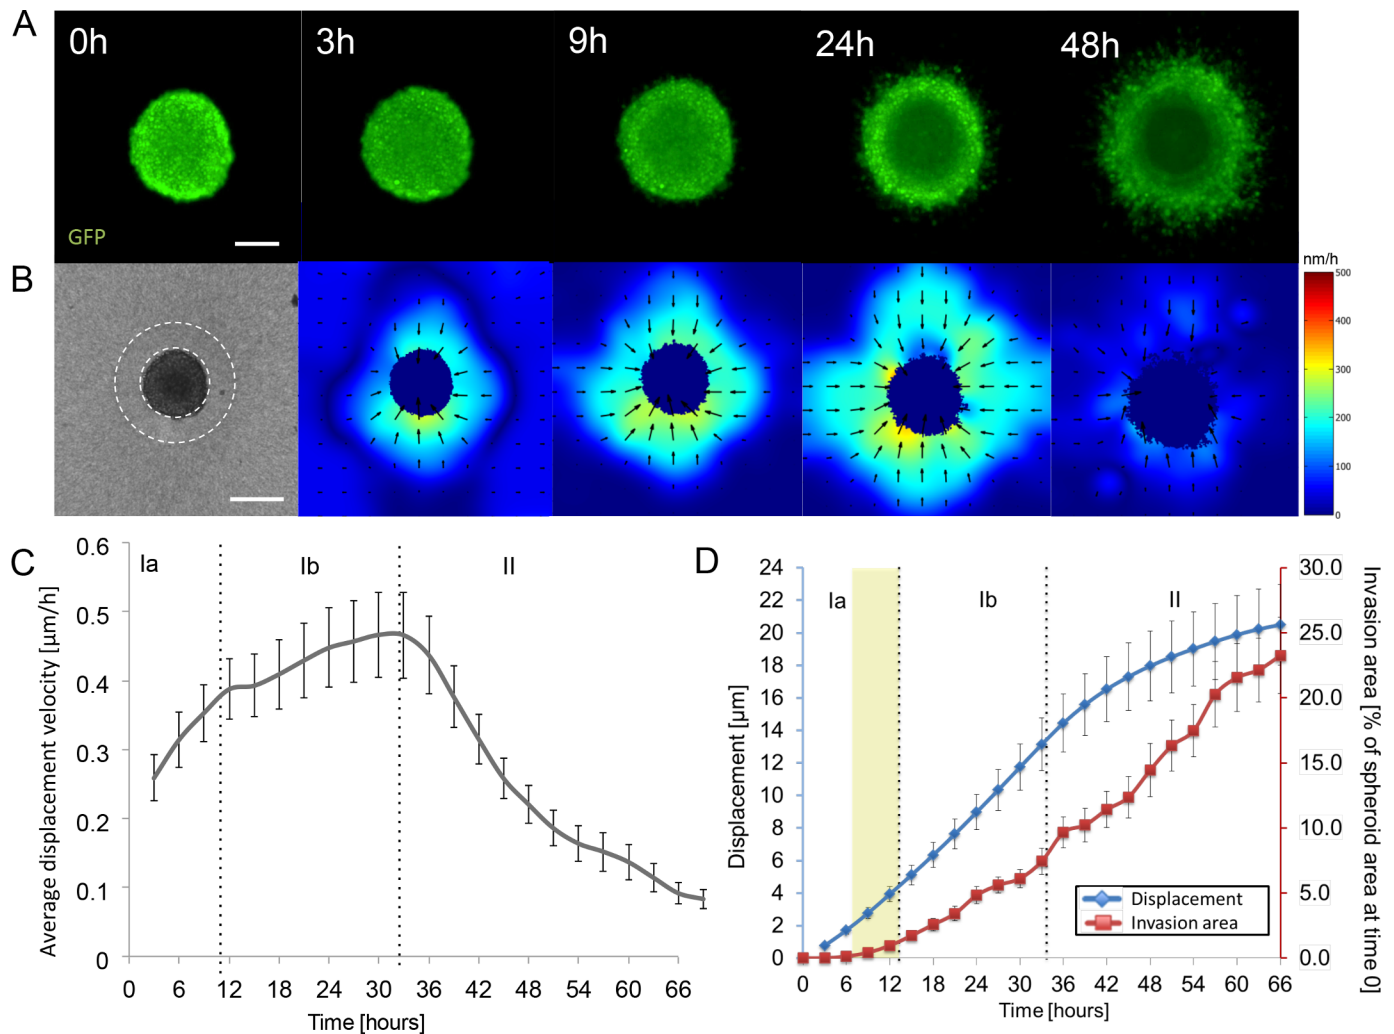 A
0h
3h
9h
24h
48h
GFP
B
nm/h
500
400
300
200
100
0
C
0.6
0.5
0.4
0.3
0.2
0.1
0
Ia
Ib
II
Average displacement velocity [µm/h]
0 6 12 18 24 30 36 42 48 54 60 66
Time [hours]
D
24
22
20
18
16
14
12
10
8
6
4
2
0
Ia
Ib
II
Displacement [µm]
30.0
25.0
20.0
15.0
10.0
5.0
0.0
Invasion area [% of spheroid area at time 0]
Displacement
Invasion area
0 6 12 18 24 30 36 42 48 54 60 66
Time [hours]